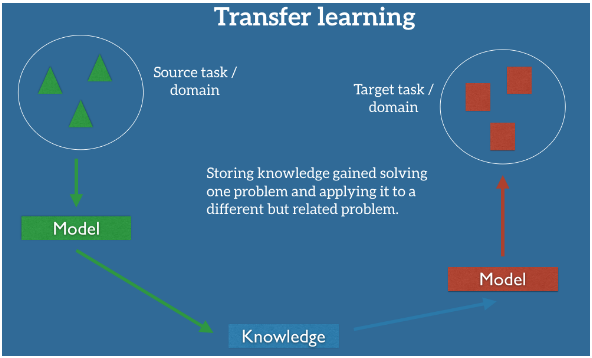 Transfer learning
Source task /
domain
Target task /
domain
Storing knowledge gained solving
one problem and applying it to a
different but related problem.
Model
Model
Knowledge